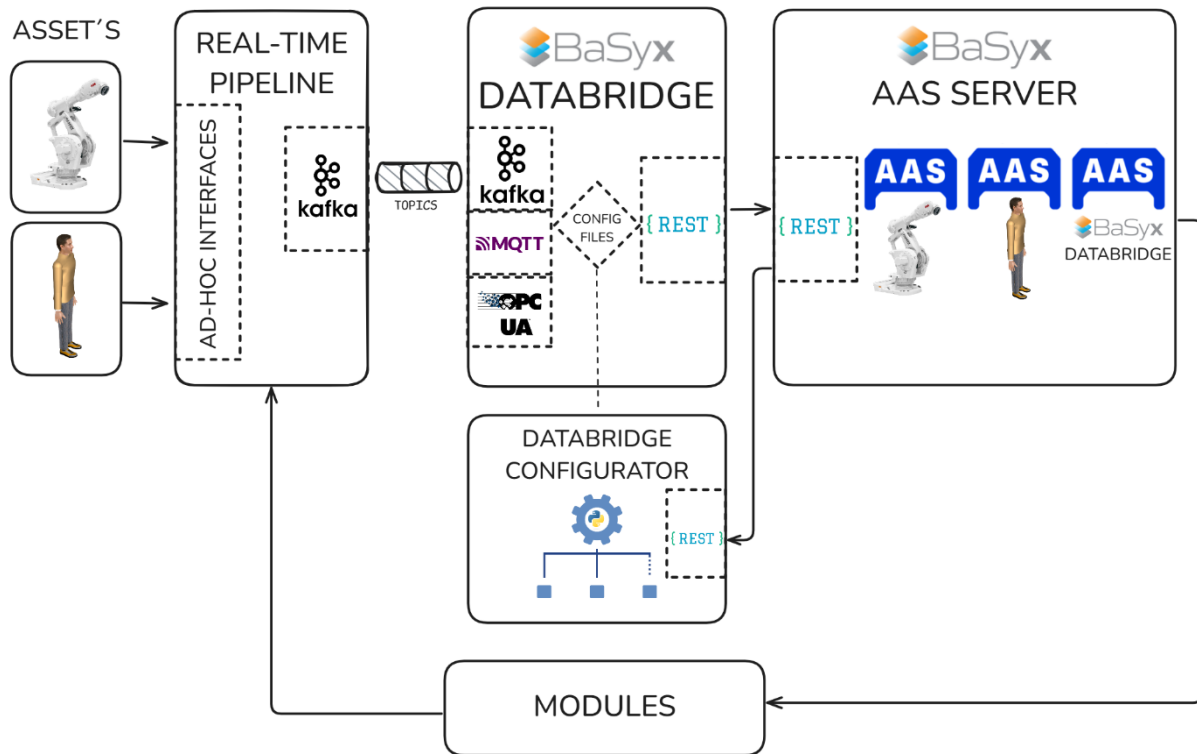 ASSET´S
REAL-TIME
PIPELINE
AD-HOC INTERFACES
kafka
TOPICS
BaSyx
DATABRIDGE
kafka
MQTT
OPC
UA
CONFIG
FILES
{ REST }
BaSyx
AAS SERVER
{ REST }
AAS
AAS
AAS
BaSyx
DATABRIDGE
DATABRIDGE
CONFIGURATOR
{ REST }
MODULES